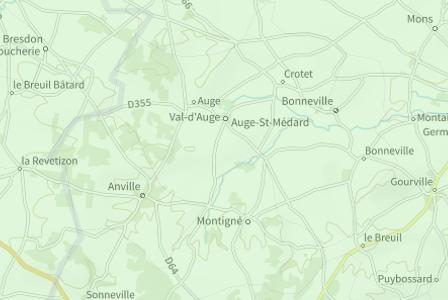 66
Mons
Bresdon
oucherie
Crotet
le Breuil Bâtard
Auge
D355
Bonneville
Val-d'Auge
Auge-St-Médard
Montai
Germ
Bonneville
la Revetizon
Gourville
Anville
Montigné
le Breuil
D64
Puybossard
Sonneville